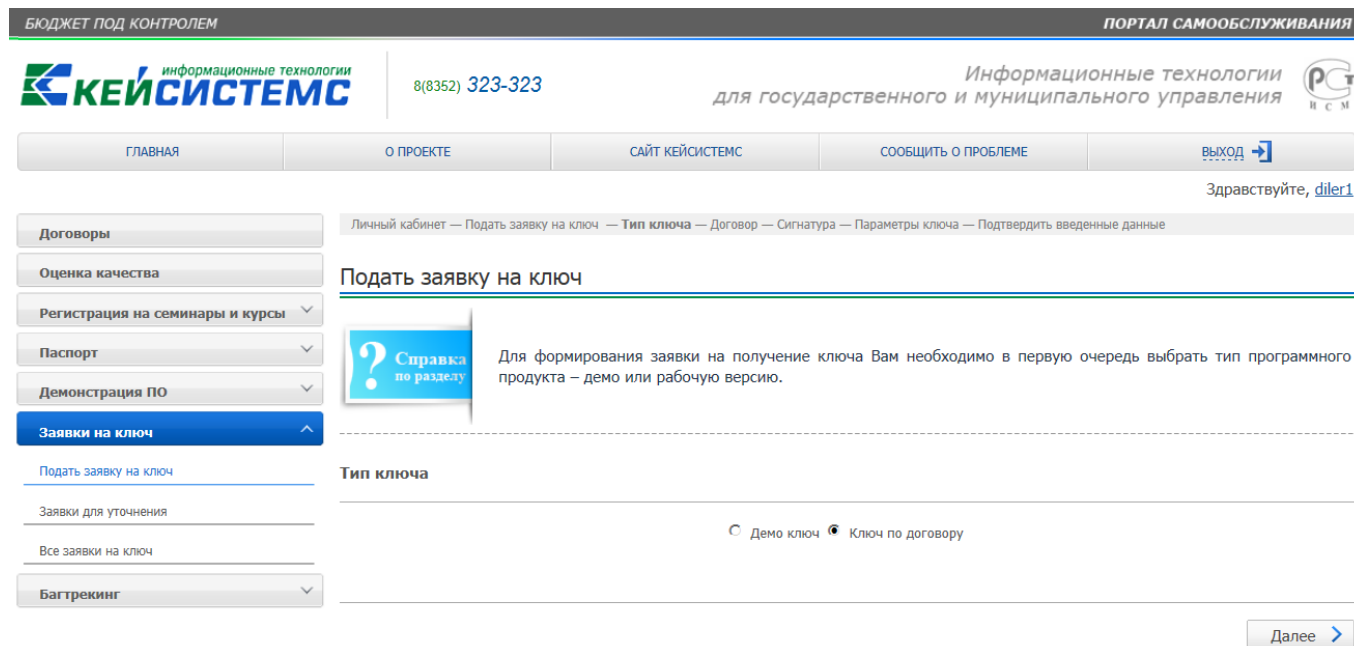 БЮДЖЕТ ПОД КОНТРОЛЕМ
ПОРТАЛ САМООБСЛУЖИВАНИЯ
информационные технологии
КЕЙСИСТЕМС
8(8352) 323-323
Информационные технологии
для государственного и муниципального управления
РСТ
ИСМ
ГЛАВНАЯ
О ПРОЕКТЕ
САЙТ КЕЙСИСТЕМС
СООБЩИТЬ О ПРОБЛЕМЕ
ВЫХОД
Здравствуйте, diler1
Договоры
Оценка качества
Регистрация на семинары и курсы
Паспорт
Демонстрация ПО
Заявки на ключ
Подать заявку на ключ
Заявки для уточнения
Все заявки на ключ
Багтрекинг
Личный кабинет — Подать заявку на ключ — Тип ключа — Договор — Сигнатура — Параметры ключа — Подтвердить введенные данные
Подать заявку на ключ
? Справка
по разделу
Для формирования заявки на получение ключа Вам необходимо в первую очередь выбрать тип программного
продукта – демо или рабочую версию.
Тип ключа
Демо ключ Ключ по договору
Далее